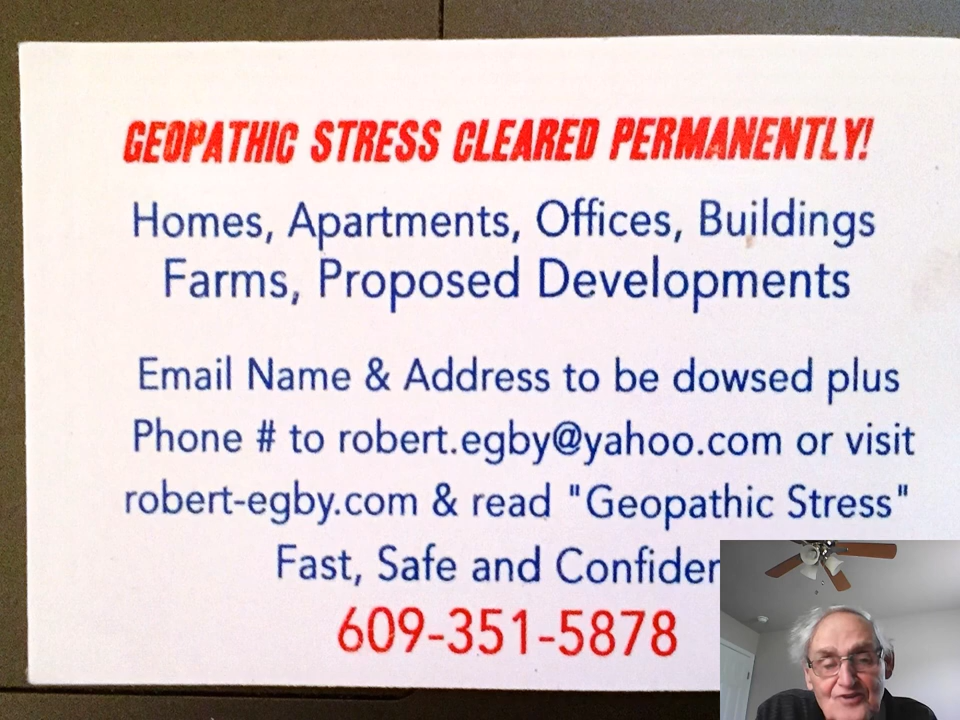 GEOPATHIC STRESS CLEARED PERMANENTLY!
Homes, Apartments, Offices, Buildings
Farms, Proposed Developments
Email Name & Address to be dowsed plus
Phone # to robert.egby@yahoo.com or visit
robert-egby.com & read "Geopathic Stress"
Fast, Safe and
609-351-5878